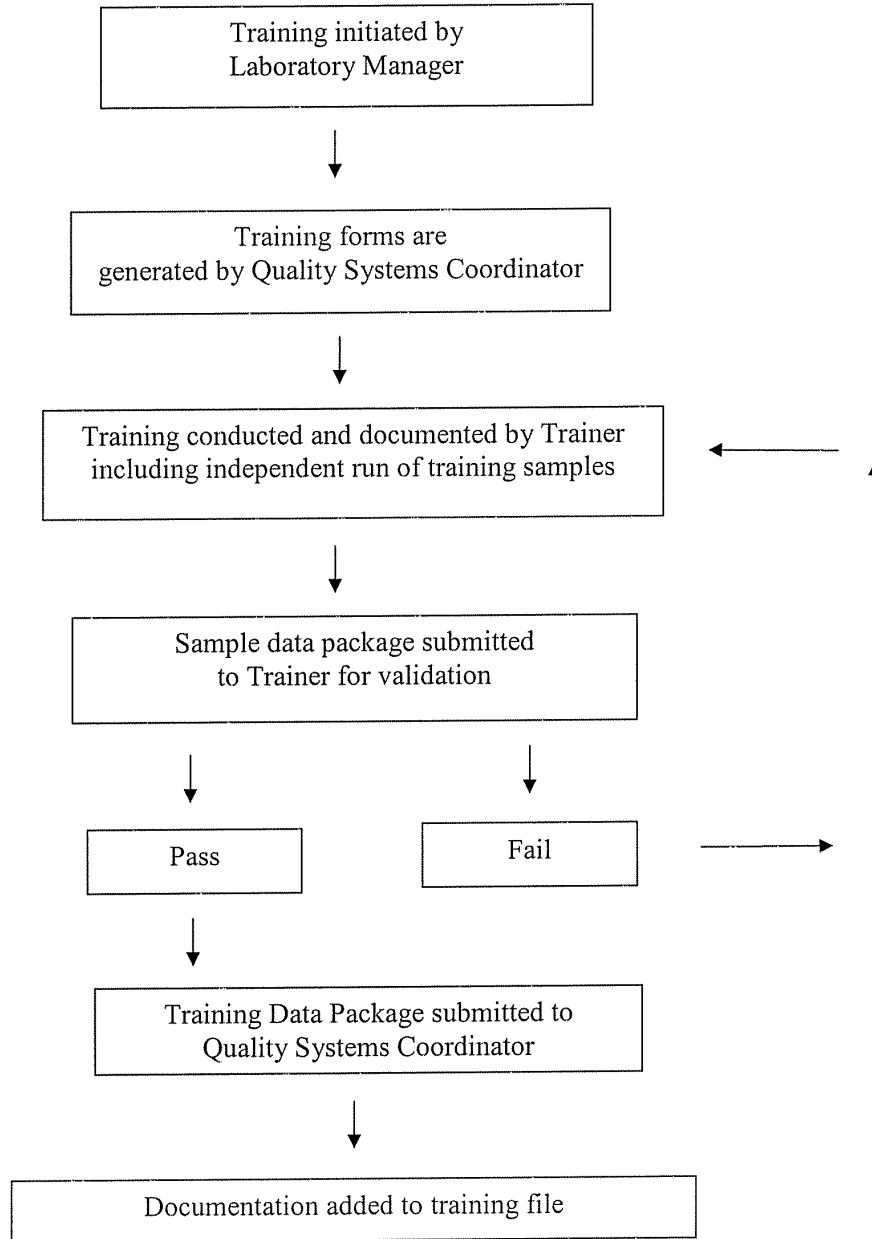 Training initiated by
Laboratory Manager
Training forms are
generated by Quality Systems Coordinator
Training conducted and documented by Trainer
including independent run of training samples
Sample data package submitted
to Trainer for validation
Pass
Fail
Training Data Package submitted to
Quality Systems Coordinator
Documentation added to training file